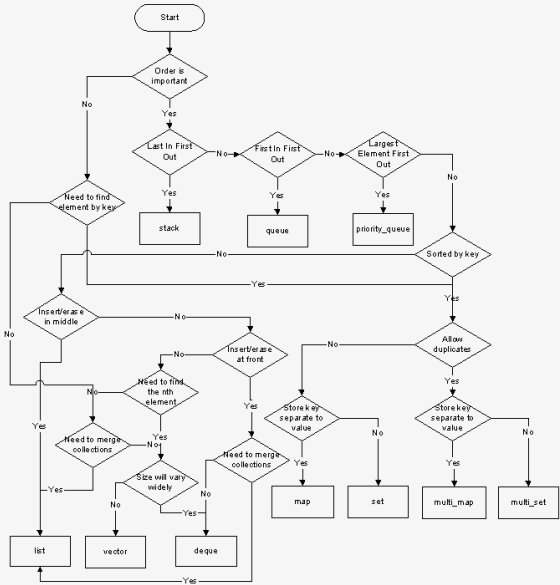 Start
Order is
important
No
Yes
Last In First
Out
No
First In First
Out
No
Largest
Element First
Out
No
Yes
Yes
Yes
Need to find
element by key
stack
queue
priority_queue
No
Sorted by key
Yes
Yes
Insert/erase
in middle
No
No
Insert/erase
at front
No
Allow
duplicates
No
No
Need to find
the nth
element
Yes
No
Yes
Store key
separate to
value
Store key
separate to
value
Yes
Yes
Need to merge
collections
No
Need to merge
collections
No
No
Yes
Yes
Size will vary
widely
No
No
Yes
Yes
map
set
multi_map
multi_set
list
vector
deque
Yes